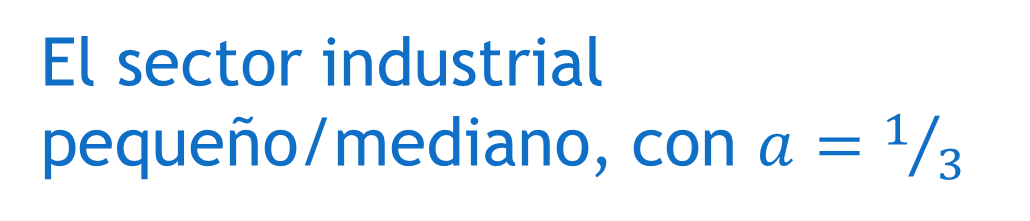 El sector industrial
pequeño/mediano, con 𝑎 = 1/3